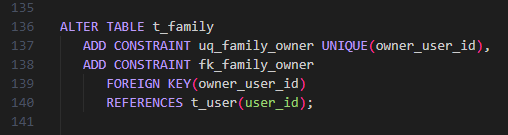 135
136 ALTER TABLE t_family
137 ADD CONSTRAINT uq_family_owner UNIQUE(owner_user_id),
138 ADD CONSTRAINT fk_family_owner
139 FOREIGN KEY(owner_user_id)
140 REFERENCES t_user(user_id);
141